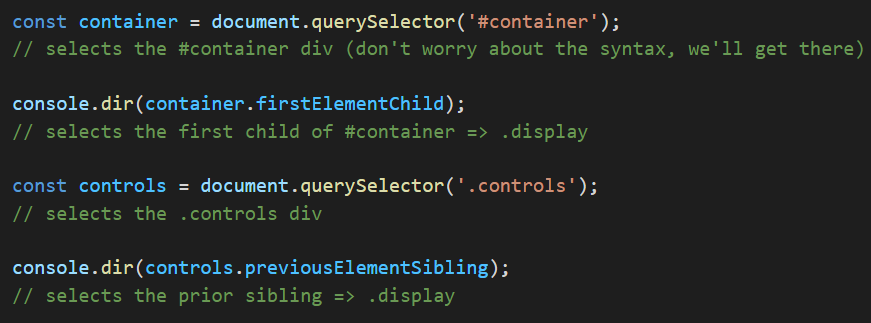 const container = document.querySelector('#container');
// selects the #container div (don't worry about the syntax, we'll get there)
console.dir(container.firstElementChild);
// selects the first child of #container => .display
const controls = document.querySelector('.controls');
// selects the .controls div
console.dir(controls.previousElementSibling);
// selects the prior sibling => .display